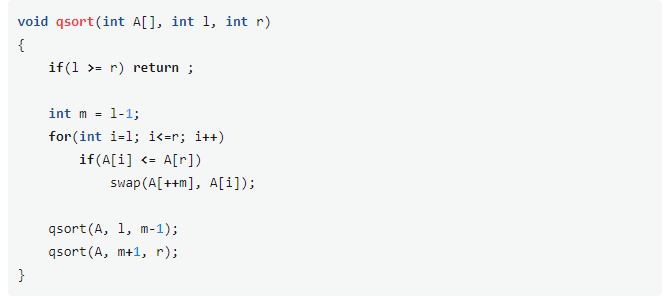 void qsort(int A[], int l, int r)
{
    if(l >= r) return ;

    int m = l-1;
    for(int i=l; i<=r; i++)
        if(A[i] <= A[r])
            swap(A[++m], A[i]);

    qsort(A, l, m-1);
    qsort(A, m+1, r);
}